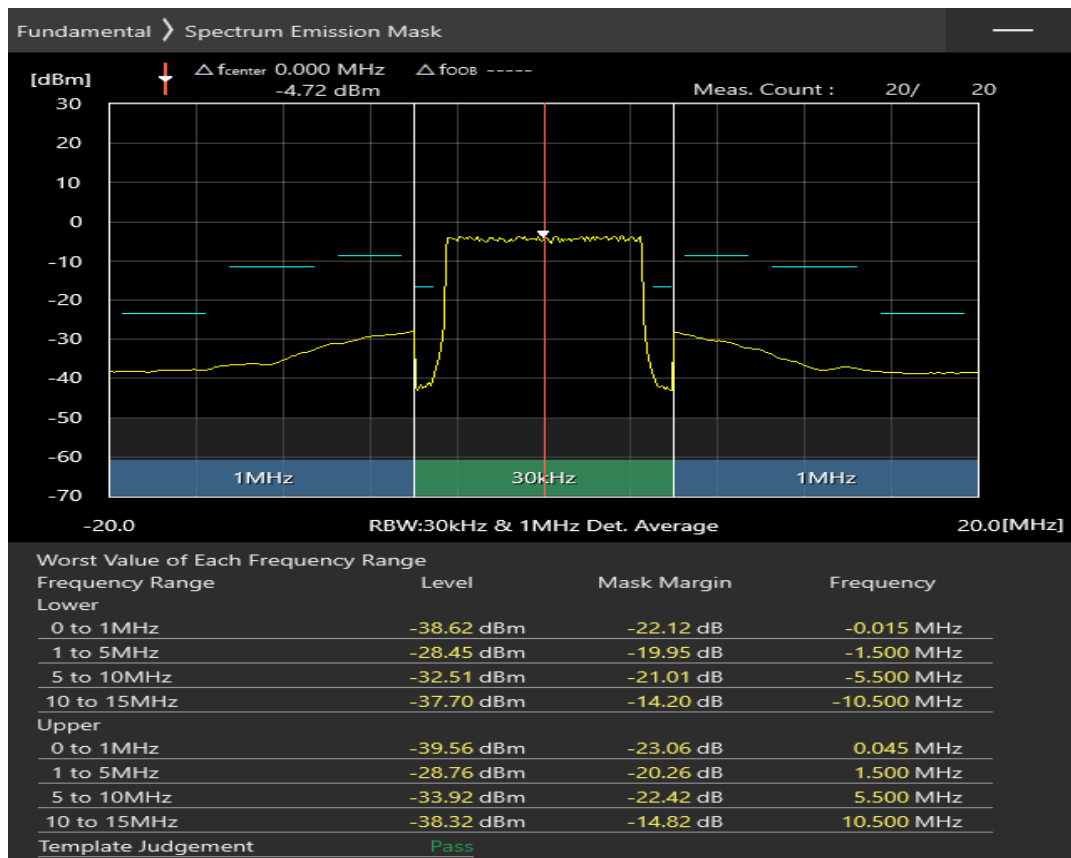 Fundamental 》 Spectrum Emission Mask
[dBm] △ fcenter 0.000 MHz △ fOOB -----
-4.72 dBm Meas. Count : 20/ 20
30
20
10
0
-10
-20
-30
-40
-50
-60
1MHz 30kHz 1MHz
-70
-20.0 RBW:30kHz & 1MHz Det. Average 20.0[MHz]
Worst Value of Each Frequency Range
Frequency Range Level Mask Margin Frequency
Lower
0 to 1MHz -38.62 dBm -22.12 dB -0.015 MHz
1 to 5MHz -28.45 dBm -19.95 dB -1.500 MHz
5 to 10MHz -32.51 dBm -21.01 dB -5.500 MHz
10 to 15MHz -37.70 dBm -14.20 dB -10.500 MHz
Upper
0 to 1MHz -39.56 dBm -23.06 dB 0.045 MHz
1 to 5MHz -28.76 dBm -20.26 dB 1.500 MHz
5 to 10MHz -33.92 dBm -22.42 dB 5.500 MHz
10 to 15MHz -38.32 dBm -14.82 dB 10.500 MHz
Template Judgement Pass